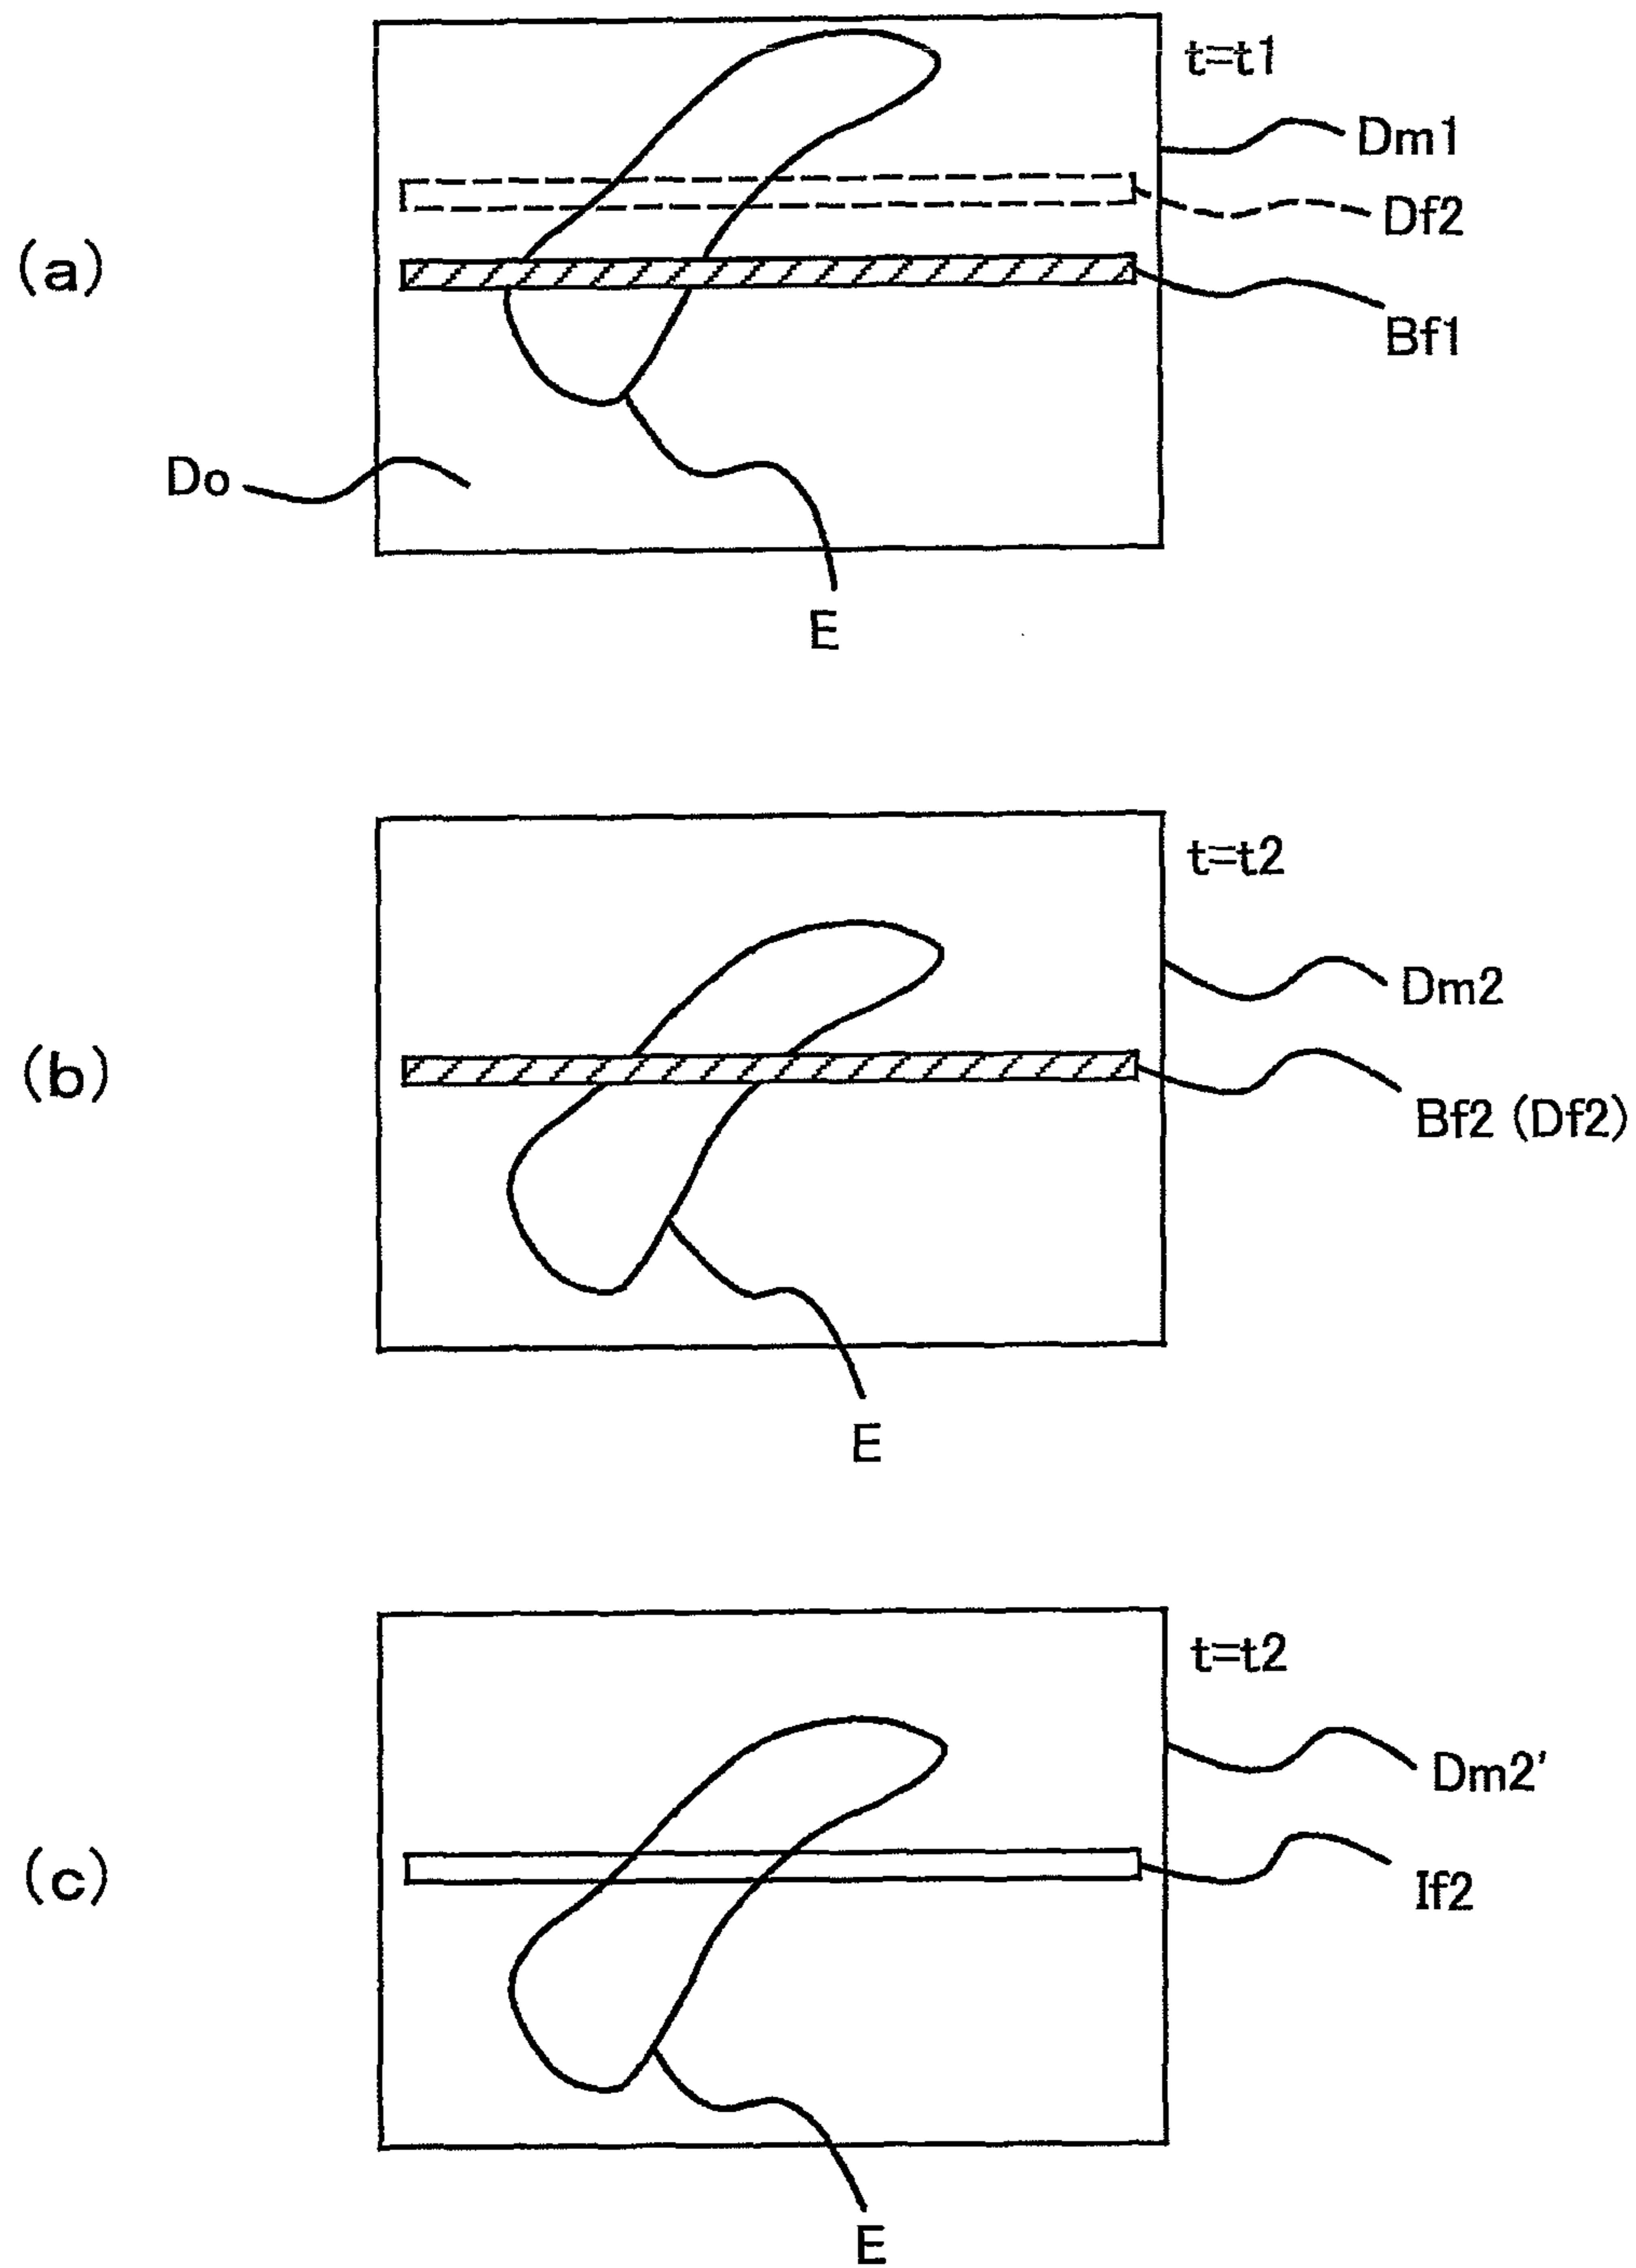 t=t1
Dm1
Df2
(a)
Bf1
Do
E
t=t2
Dm2
(b)
Bf2 (Df2)
E
t=t2
Dm2'
(c)
If2
E